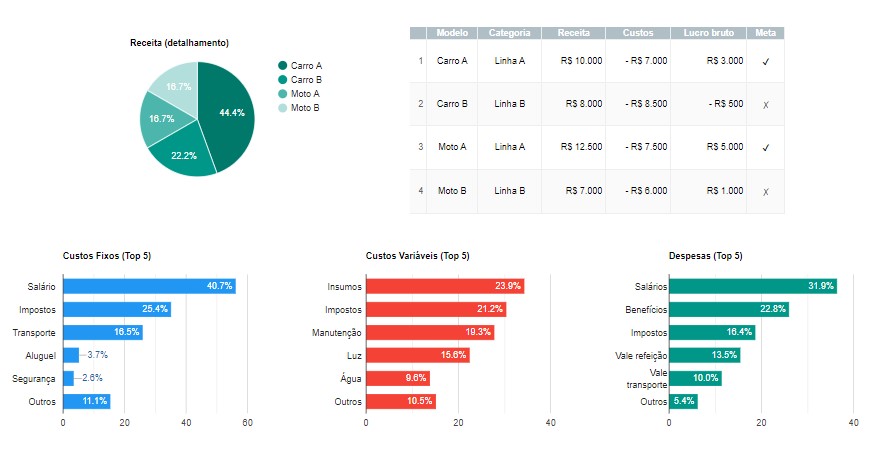 Receita (detalhamento)
44.4%
22.2%
16.7%
16.7%
Carro A
Carro B
Moto A
Moto B
Modelo Categoria Receita Custos Lucro bruto Meta
1 Carro A Linha A R$ 10.000 - R$ 7.000 R$ 3.000 ✓
2 Carro B Linha B R$ 8.000 - R$ 8.500 - R$ 500 ✗
3 Moto A Linha A R$ 12.500 - R$ 7.500 R$ 5.000 ✓
4 Moto B Linha B R$ 7.000 - R$ 6.000 R$ 1.000 ✗
Custos Fixos (Top 5)
Salário 40.7%
Impostos 25.4%
Transporte 16.5%
Aluguel 3.7%
Segurança 2.6%
Outros 11.1%
0 20 40 60
Custos Variáveis (Top 5)
Insumos 23.9%
Impostos 21.2%
Manutenção 19.3%
Luz 15.6%
Água 9.6%
Outros 10.5%
0 20 40
Despesas (Top 5)
Salários 31.9%
Benefícios 22.8%
Impostos 16.4%
Vale refeição 13.5%
Vale
transporte 10.0%
Outros 5.4%
0 20 40